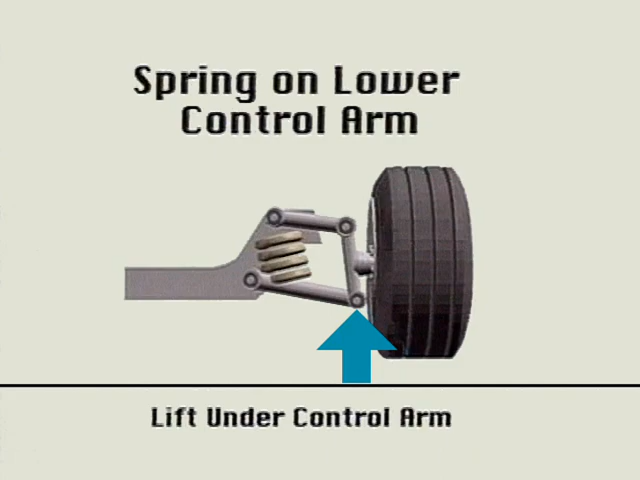 Spring on Lower
Control Arm
Lift Under Control Arm